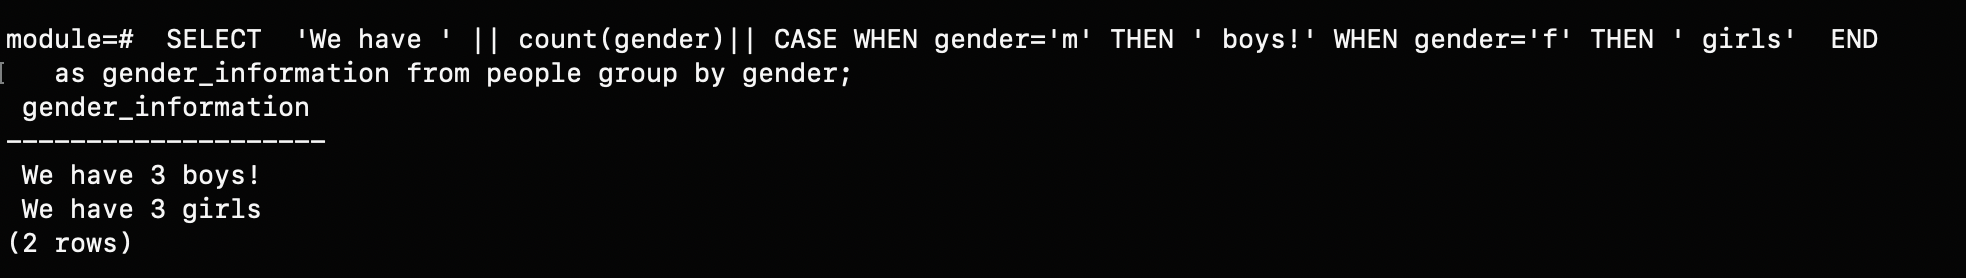 module=#  SELECT  'We have ' || count(gender)|| CASE WHEN gender='m' THEN ' boys!' WHEN gender='f' THEN ' girls'  END
as gender_information from people group by gender;
gender_information
--------------------
We have 3 boys!
We have 3 girls
(2 rows)